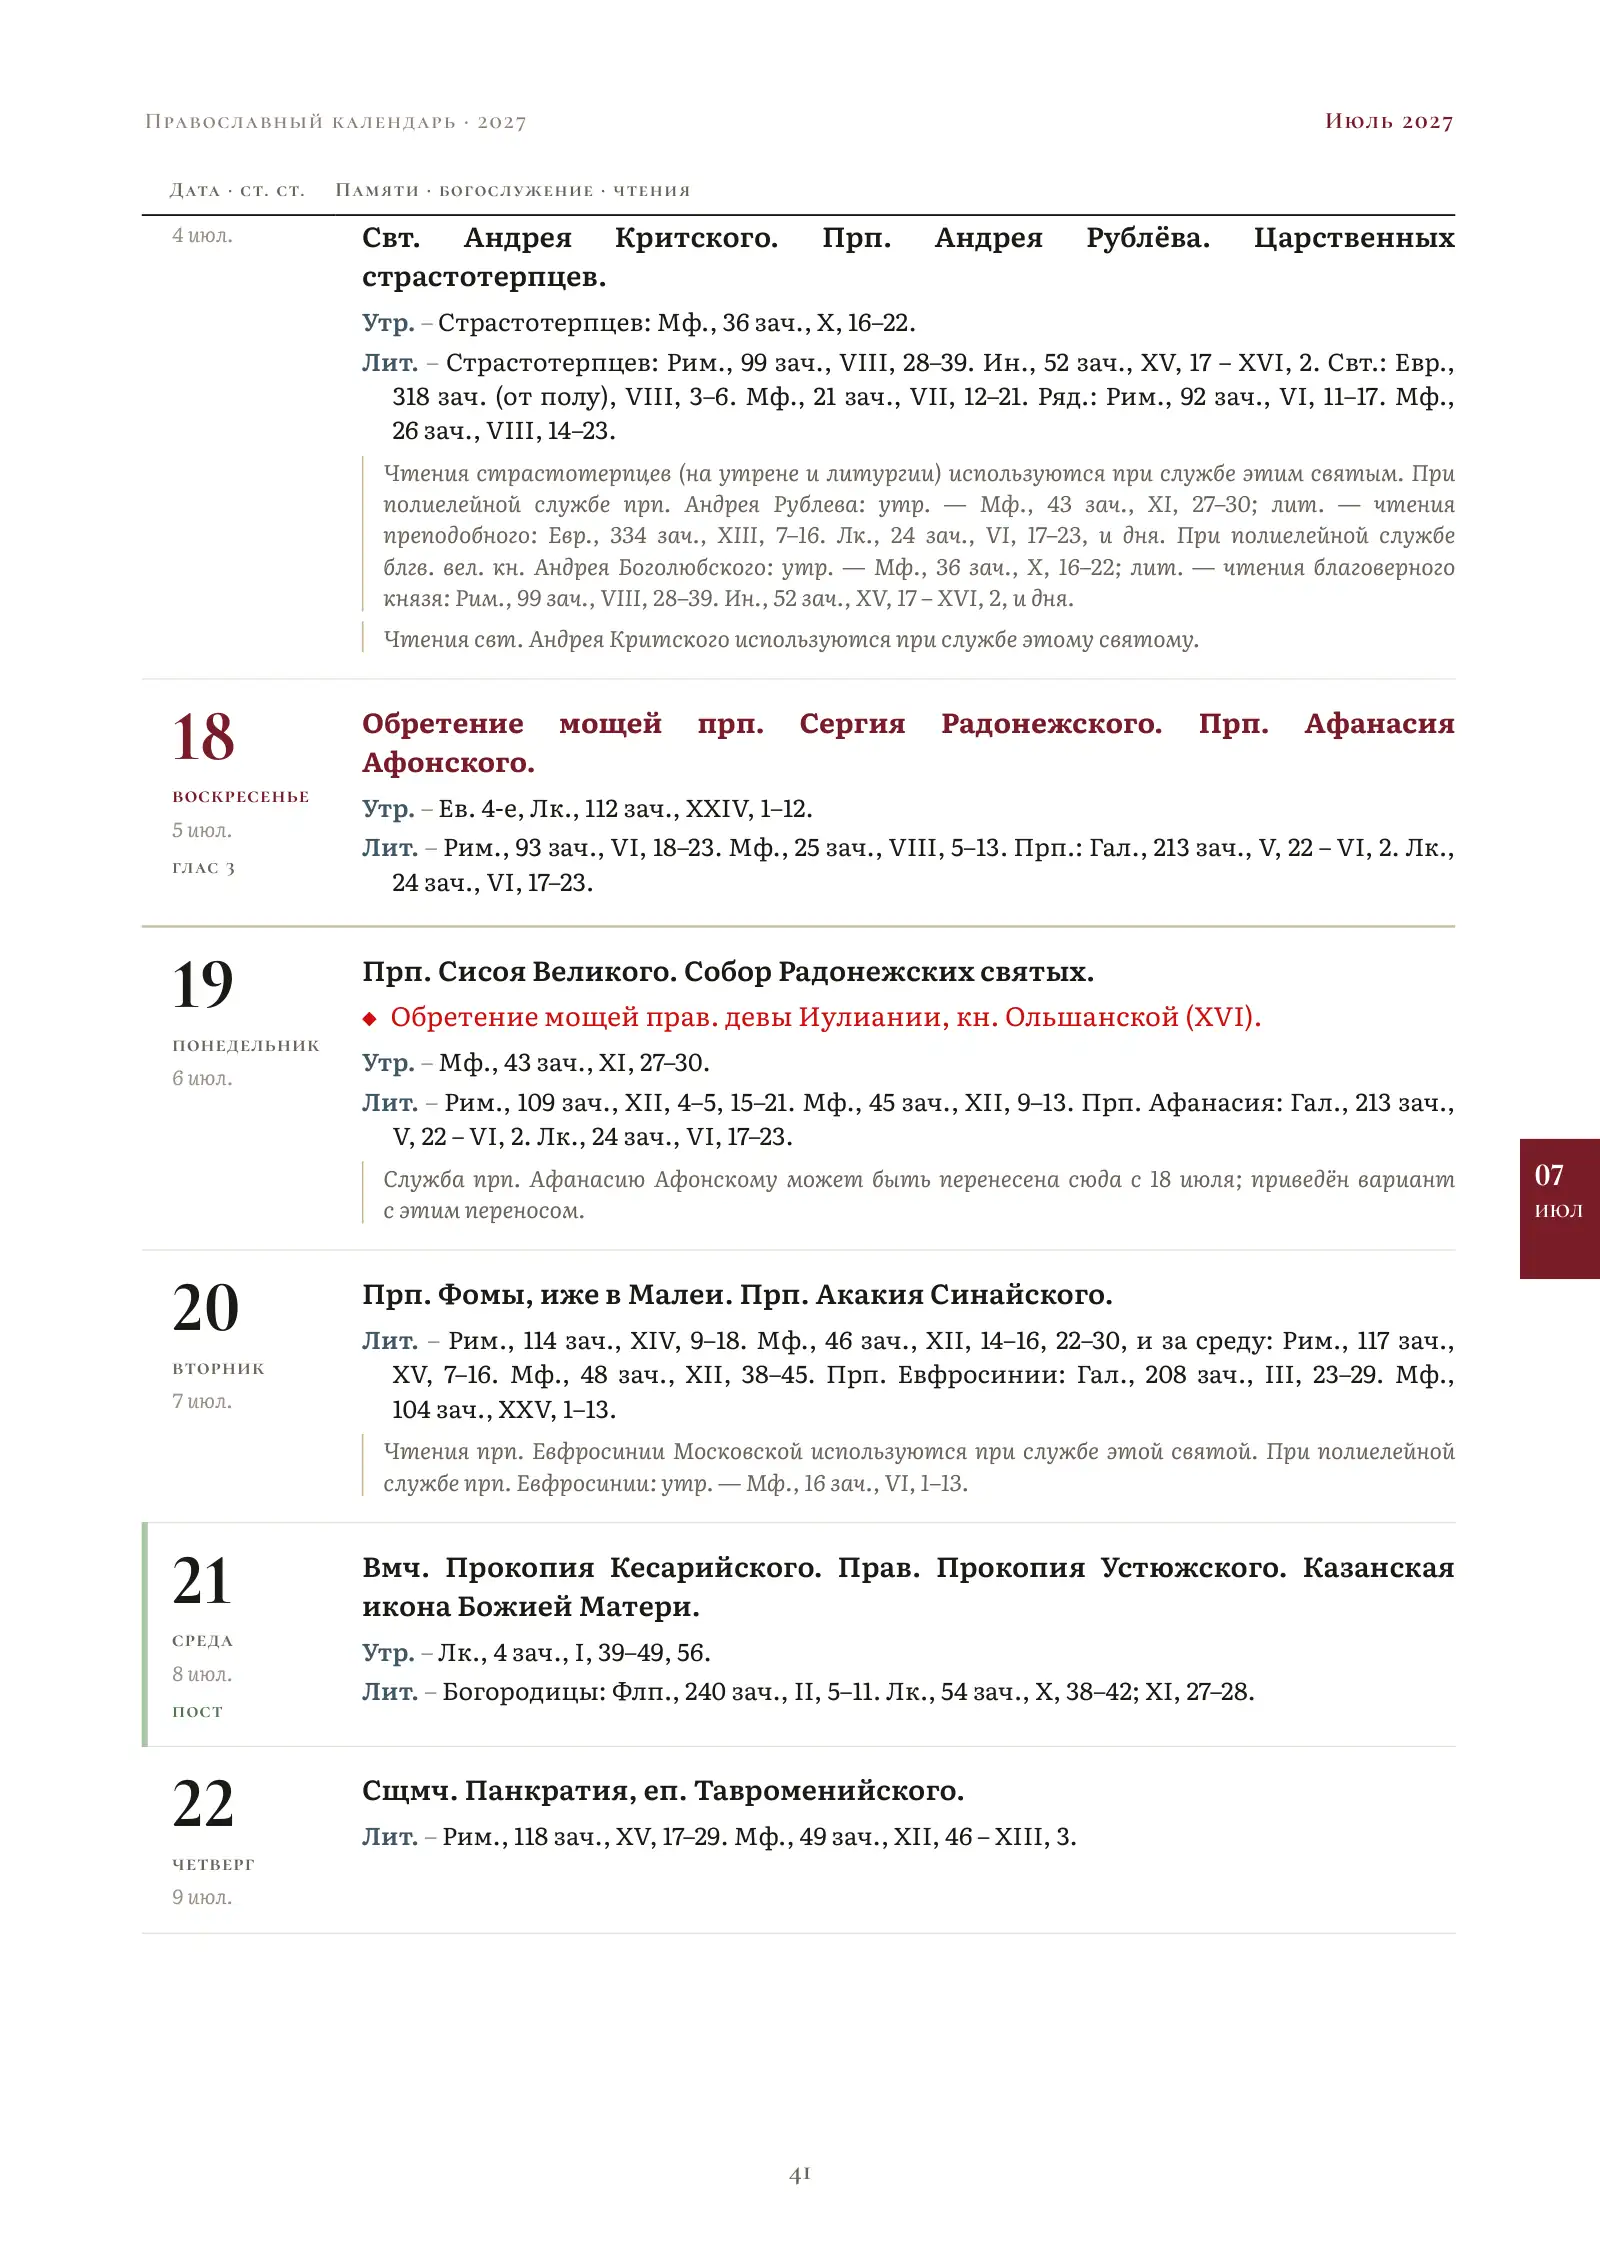 Православный календарь · 2027
Июль 2027
Дата · ст. ст. Памяти · богослужение · чтения
4 июл.
Свт. Андрея Критского. Прп. Андрея Рублёва. Царственных
страстотерпцев.
Утр. – Страстотерпцев: Мф., 36 зач., X, 16–22.
Лит. – Страстотерпцев: Рим., 99 зач., VIII, 28–39. Ин., 52 зач., XV, 17 – XVI, 2. Свт.: Евр.,
318 зач. (от полу), VIII, 3–6. Мф., 21 зач., VII, 12–21. Ряд.: Рим., 92 зач., VI, 11–17. Мф.,
26 зач., VIII, 14–23.
Чтения страстотерпцев (на утрене и литургии) используются при службе этим святым. При
полиелейной службе прп. Андрея Рублева: утр. — Мф., 43 зач., XI, 27–30; лит. — чтения
преподобного: Евр., 334 зач., XIII, 7–16. Лк., 24 зач., VI, 17–23, и дня. При полиелейной службе
блгв. вел. кн. Андрея Боголюбского: утр. — Мф., 36 зач., X, 16–22; лит. — чтения благоверного
князя: Рим., 99 зач., VIII, 28–39. Ин., 52 зач., XV, 17 – XVI, 2, и дня.
Чтения свт. Андрея Критского используются при службе этому святому.
18
воскресенье
5 июл.
глас 3
Обретение мощей прп. Сергия Радонежского. Прп. Афанасия
Афонского.
Утр. – Ев. 4-е, Лк., 112 зач., XXIV, 1–12.
Лит. – Рим., 93 зач., VI, 18–23. Мф., 25 зач., VIII, 5–13. Прп.: Гал., 213 зач., V, 22 – VI, 2. Лк.,
24 зач., VI, 17–23.
19
понедельник
6 июл.
Прп. Сисоя Великого. Собор Радонежских святых.
◆ Обретение мощей прав. девы Иулиании, кн. Ольшанской (XVI).
Утр. – Мф., 43 зач., XI, 27–30.
Лит. – Рим., 109 зач., XII, 4–5, 15–21. Мф., 45 зач., XII, 9–13. Прп. Афанасия: Гал., 213 зач.,
V, 22 – VI, 2. Лк., 24 зач., VI, 17–23.
Служба прп. Афанасию Афонскому может быть перенесена сюда с 18 июля; приведён вариант
с этим переносом.
07
июл
20
вторник
7 июл.
Прп. Фомы, иже в Малеи. Прп. Акакия Синайского.
Лит. – Рим., 114 зач., XIV, 9–18. Мф., 46 зач., XII, 14–16, 22–30, и за среду: Рим., 117 зач.,
XV, 7–16. Мф., 48 зач., XII, 38–45. Прп. Евфросинии: Гал., 208 зач., III, 23–29. Мф.,
104 зач., XXV, 1–13.
Чтения прп. Евфросинии Московской используются при службе этой святой. При полиелейной
службе прп. Евфросинии: утр. — Мф., 16 зач., VI, 1–13.
21
среда
8 июл.
пост
Вмч. Прокопия Кесарийского. Прав. Прокопия Устюжского. Казанская
икона Божией Матери.
Утр. – Лк., 4 зач., I, 39–49, 56.
Лит. – Богородицы: Флп., 240 зач., II, 5–11. Лк., 54 зач., X, 38–42; XI, 27–28.
22
четверг
9 июл.
Сщмч. Панкратия, еп. Тавроменийского.
Лит. – Рим., 118 зач., XV, 17–29. Мф., 49 зач., XII, 46 – XIII, 3.
41